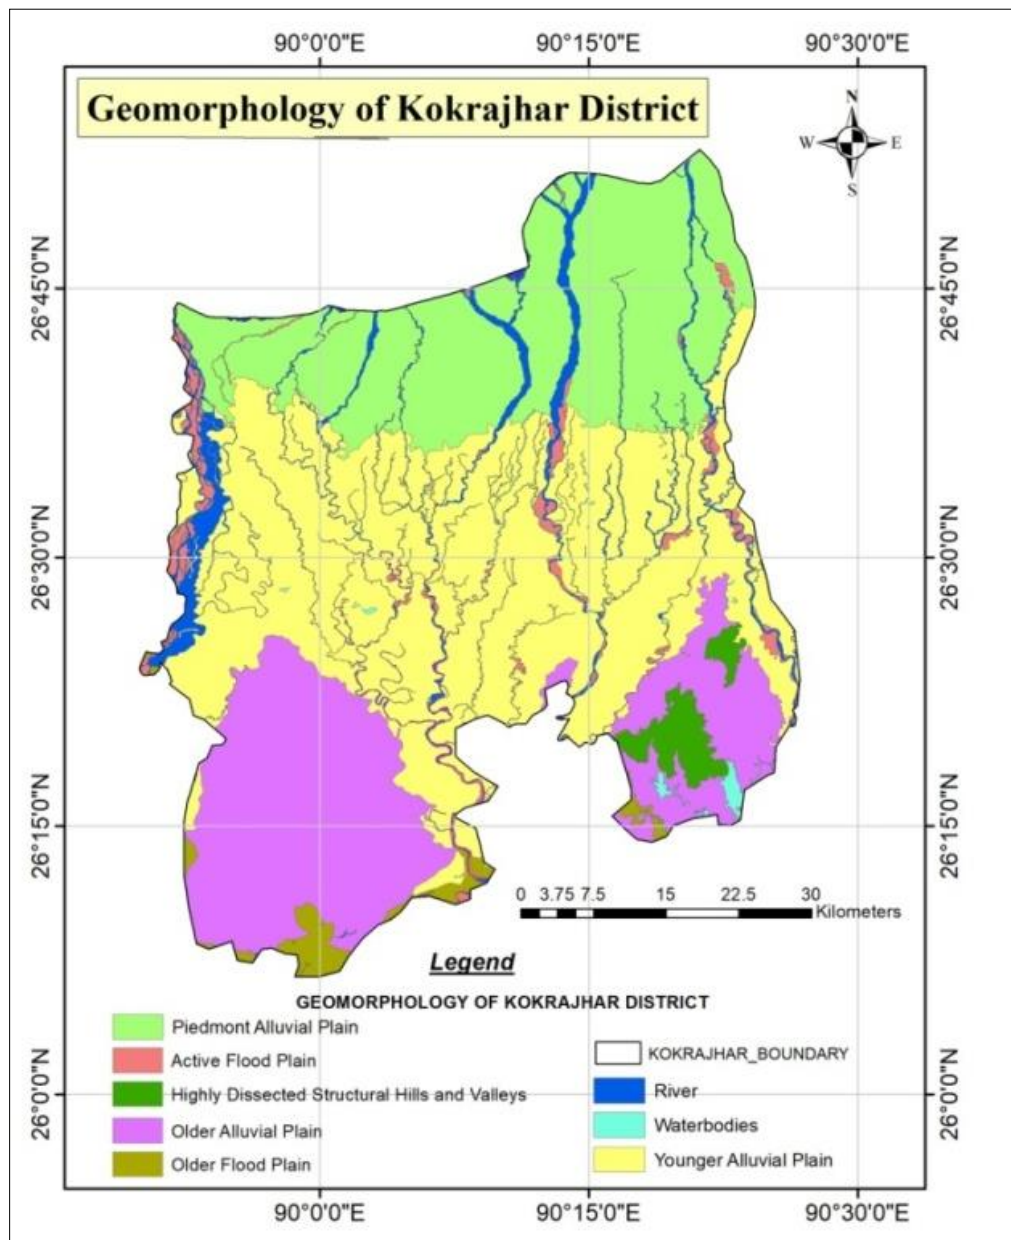 90°0'0"E 90°15'0"E 90°30'0"E
Geomorphology of Kokrajhar District
N
W E
S
26°45'0"N 26°45'0"N
26°30'0"N 26°30'0"N
26°15'0"N 26°15'0"N
0 3.75 7.5 15 22.5 30
Kilometers
Legend
GEOMORPHOLOGY OF KOKRAJHAR DISTRICT
Piedmont Alluvial Plain
Active Flood Plain
Highly Dissected Structural Hills and Valleys
Older Alluvial Plain
Older Flood Plain
KOKRAJHAR_BOUNDARY
River
Waterbodies
Younger Alluvial Plain
26°0'0"N 26°0'0"N
90°0'0"E 90°15'0"E 90°30'0"E